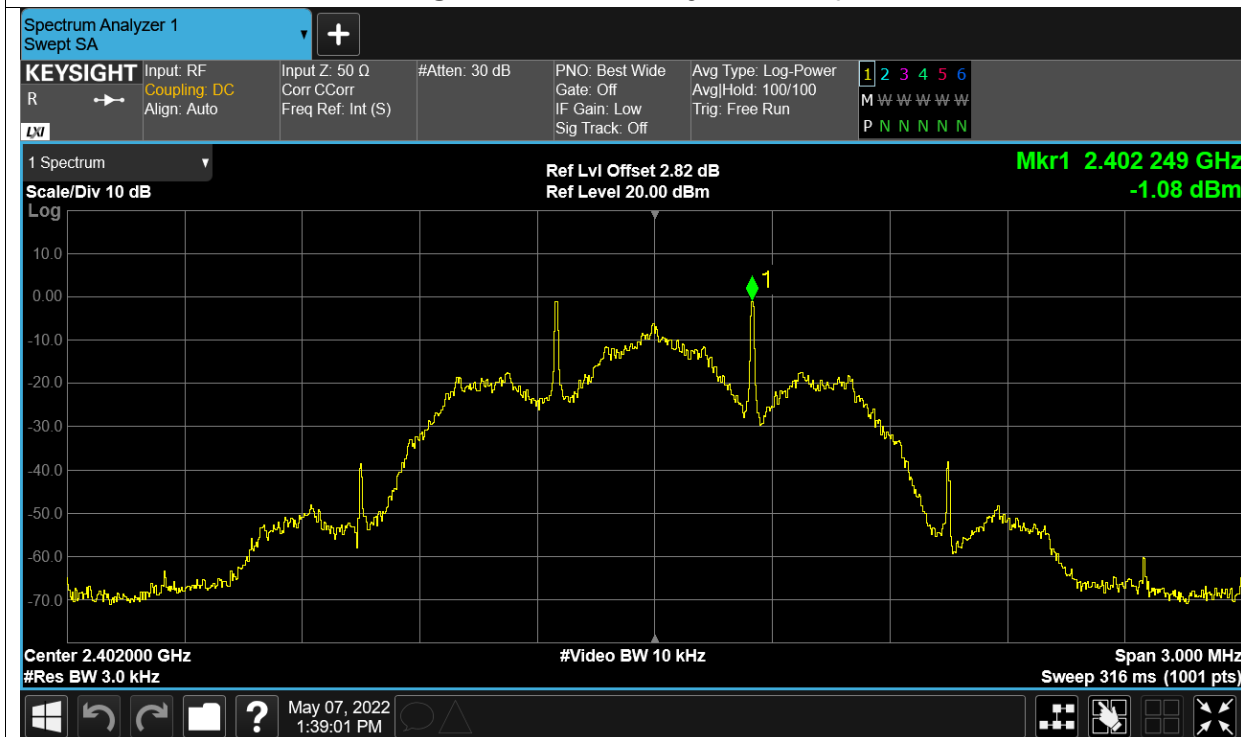 Spectrum Analyzer 1
Swept SA
KEYSIGHT
R
LXI
Input: RF
Coupling: DC
Align: Auto
Input Z: 50 Ω
Corr CCorr
Freq Ref: Int (S)
#Atten: 30 dB
PNO: Best Wide
Gate: Off
IF Gain: Low
Sig Track: Off
Avg Type: Log-Power
Avg|Hold: 100/100
Trig: Free Run
1 2 3 4 5 6
M W W W W W
P N N N N N
1 Spectrum
Scale/Div 10 dB
Log
Ref Lvl Offset 2.82 dB
Ref Level 20.00 dBm
Mkr1 2.402 249 GHz
-1.08 dBm
1
10.0
0.00
-10.0
-20.0
-30.0
-40.0
-50.0
-60.0
-70.0
Center 2.402000 GHz
#Res BW 3.0 kHz
#Video BW 10 kHz
Span 3.000 MHz
Sweep 316 ms (1001 pts)
?
May 07, 2022
1:39:01 PM